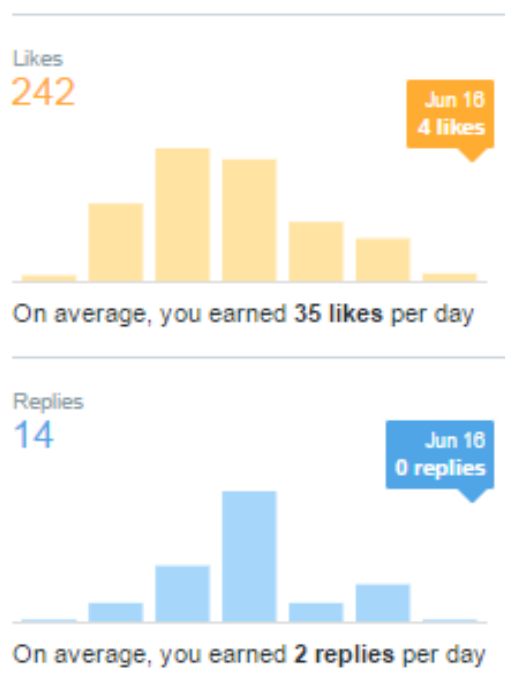 Likes
242
Jun 16
4 likes
On average, you earned 35 likes per day
Replies
14
Jun 16
0 replies
On average, you earned 2 replies per day